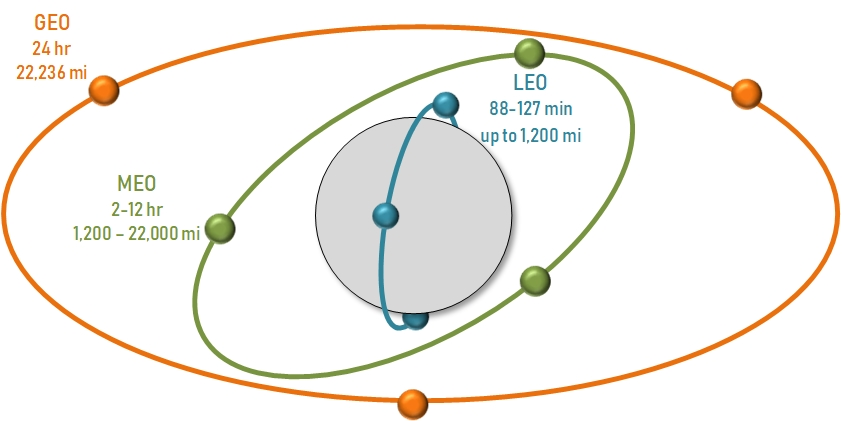 GEO
24 hr
22,236 mi
LEO
88-127 min
up to 1,200 mi
MEO
2-12 hr
1,200 – 22,000 mi